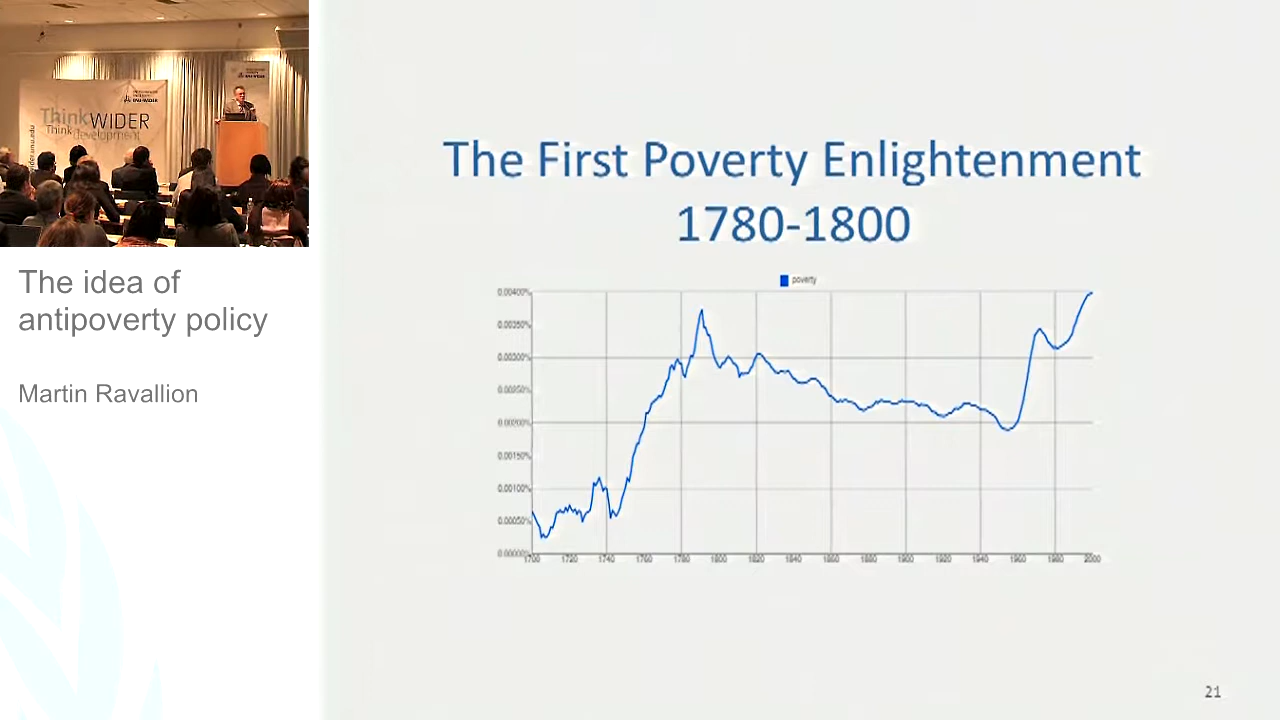 Think WIDER
Think development
UNU-WIDER
The idea of
antipoverty policy
Martin Ravallion
The First Poverty Enlightenment
1780-1800
poverty
0.00400%
0.00350%
0.00300%
0.00250%
0.00200%
0.00150%
0.00100%
0.00050%
0.00000%
1700 1720 1740 1760 1780 1800 1820 1840 1860 1880 1900 1920 1940 1960 1980 2000
21